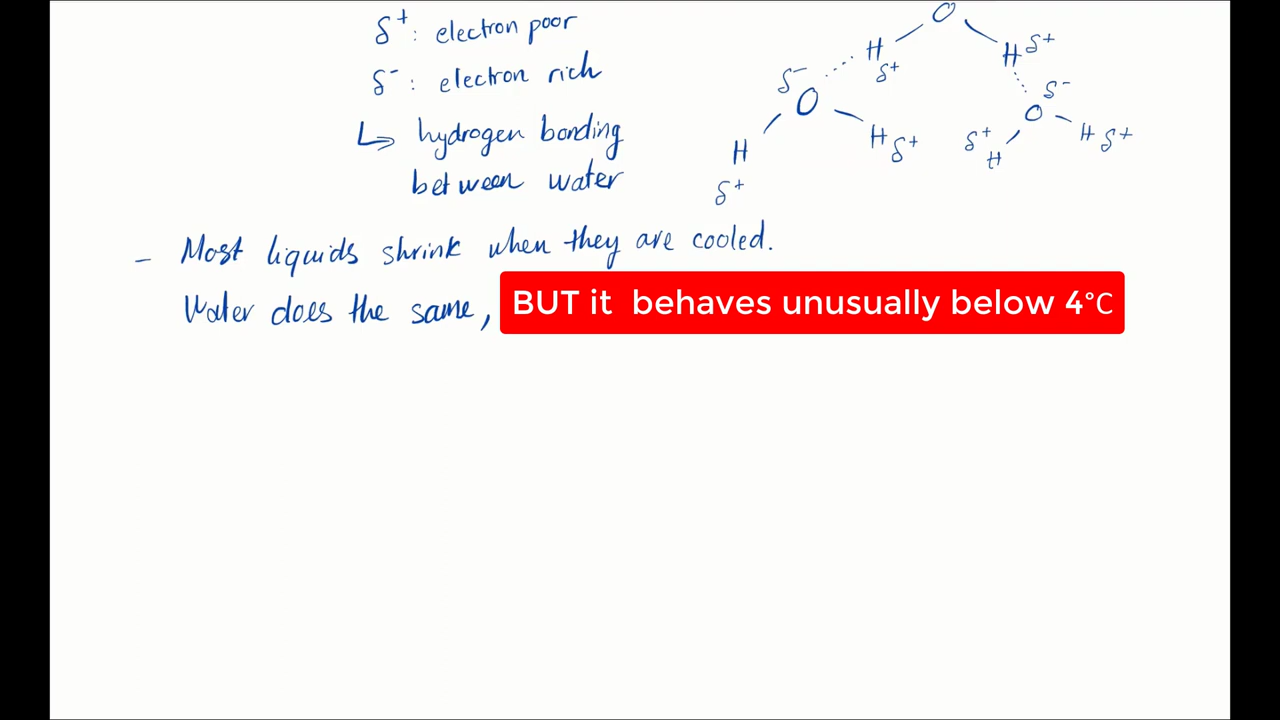 δ⁺ : electron poor
δ⁻ : electron rich
↳ hydrogen bonding
between water
O
H
δ⁺
H δ⁺
δ⁻
O
H
δ⁺
H δ⁺
δ⁻
O
δ⁺
H
H δ⁺
- Most liquids shrink when they are cooled.
Water does the same, BUT it behaves unusually below 4°C